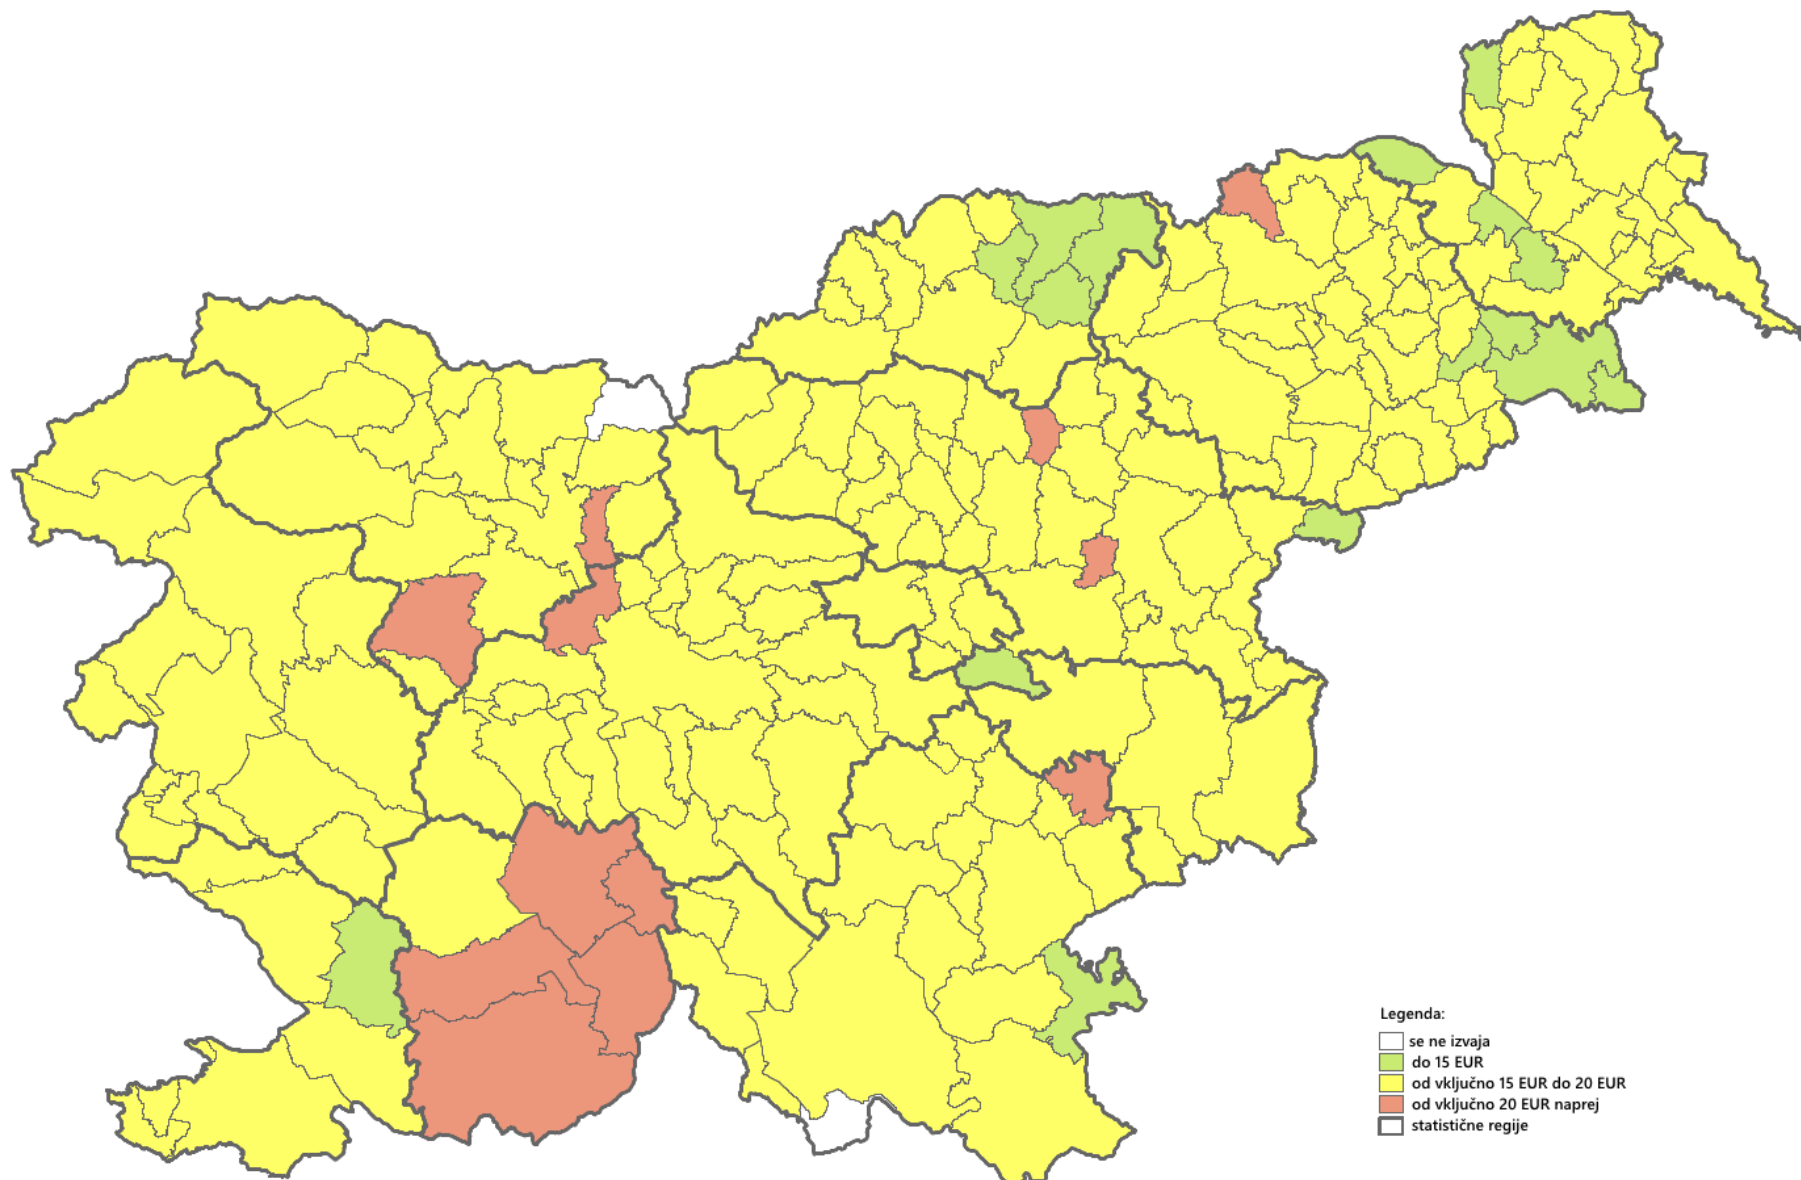 Legenda:
se ne izvaja
do 15 EUR
od vključno 15 EUR do 20 EUR
od vključno 20 EUR naprej
statistične regije